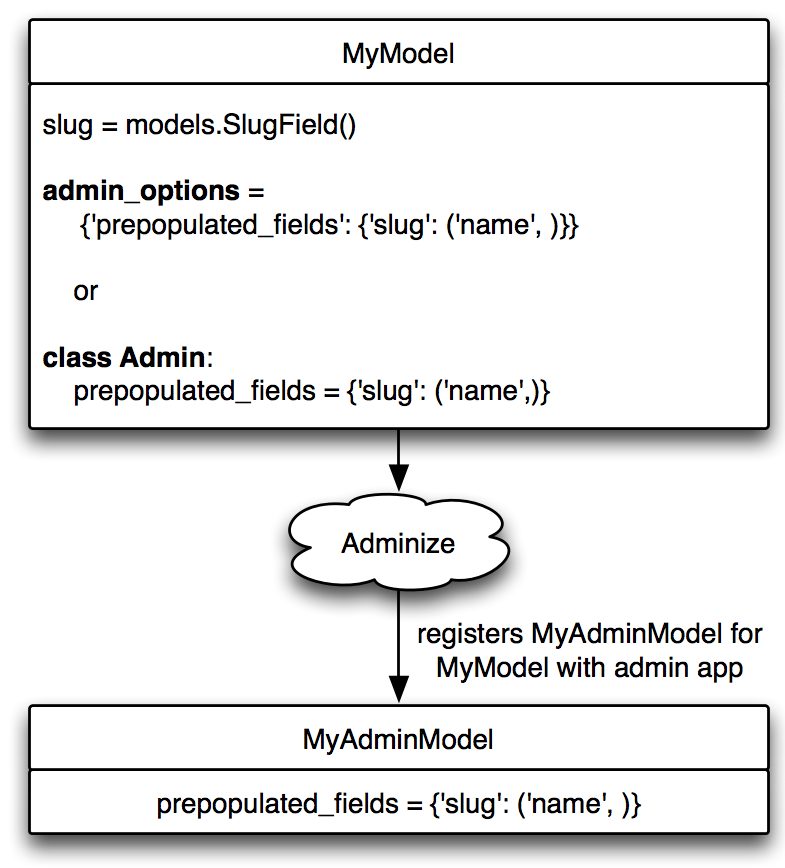 MyModel
slug = models.SlugField()
admin_options =
{'prepopulated_fields': {'slug': ('name', )}}
or
class Admin:
prepopulated_fields = {'slug': ('name',)}
Adminize
registers MyAdminModel for
MyModel with admin app
MyAdminModel
prepopulated_fields = {'slug': ('name', )}